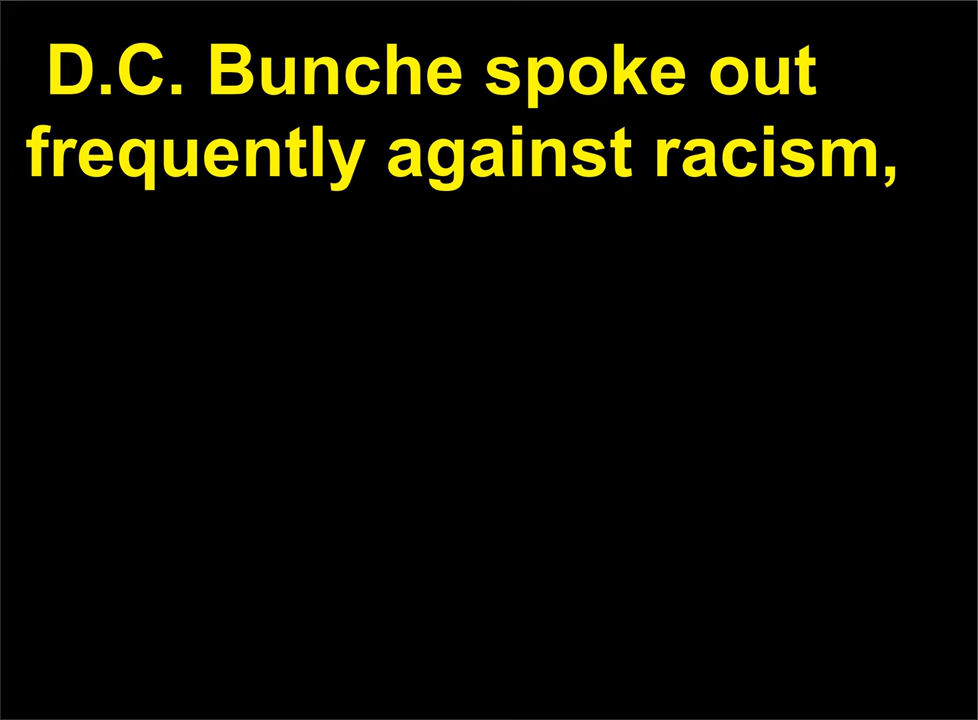 D.C. Bunche spoke out
frequently against racism,